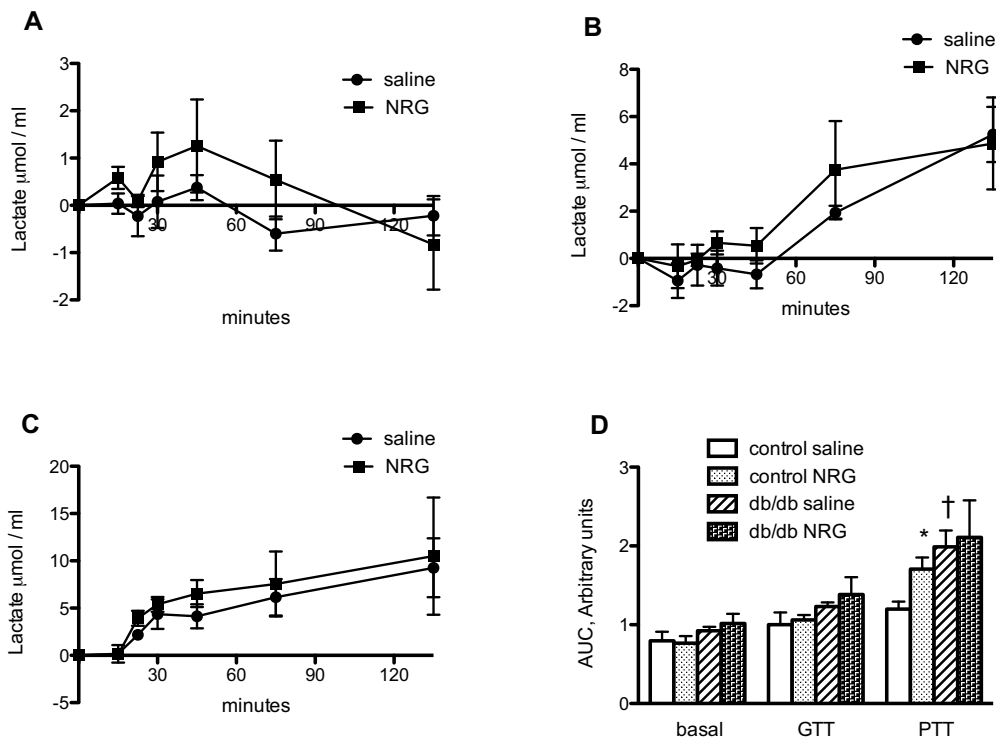 A
saline
NRG
Lactate μmol / ml
3
2
1
0
-1
-2
30
60
90
120
minutes
B
saline
NRG
Lactate μmol / ml
8
6
4
2
0
-2
30
60
90
120
minutes
C
saline
NRG
Lactate μmol / ml
20
15
10
5
0
-5
30
60
90
120
minutes
D
control saline
control NRG
db/db saline
db/db NRG
AUC, Arbitrary units
3
2
1
0
*
†
basal GTT PTT